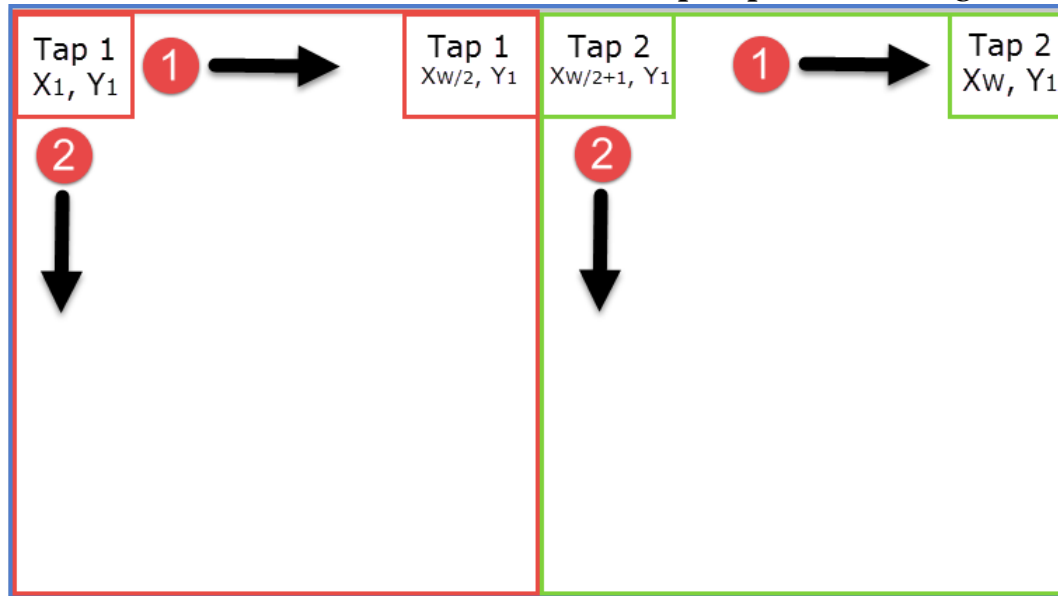 Tap 1
X1, Y1
1
Tap 1
XW/2, Y1
Tap 2
XW/2+1, Y1
1
Tap 2
XW, Y1
2
2